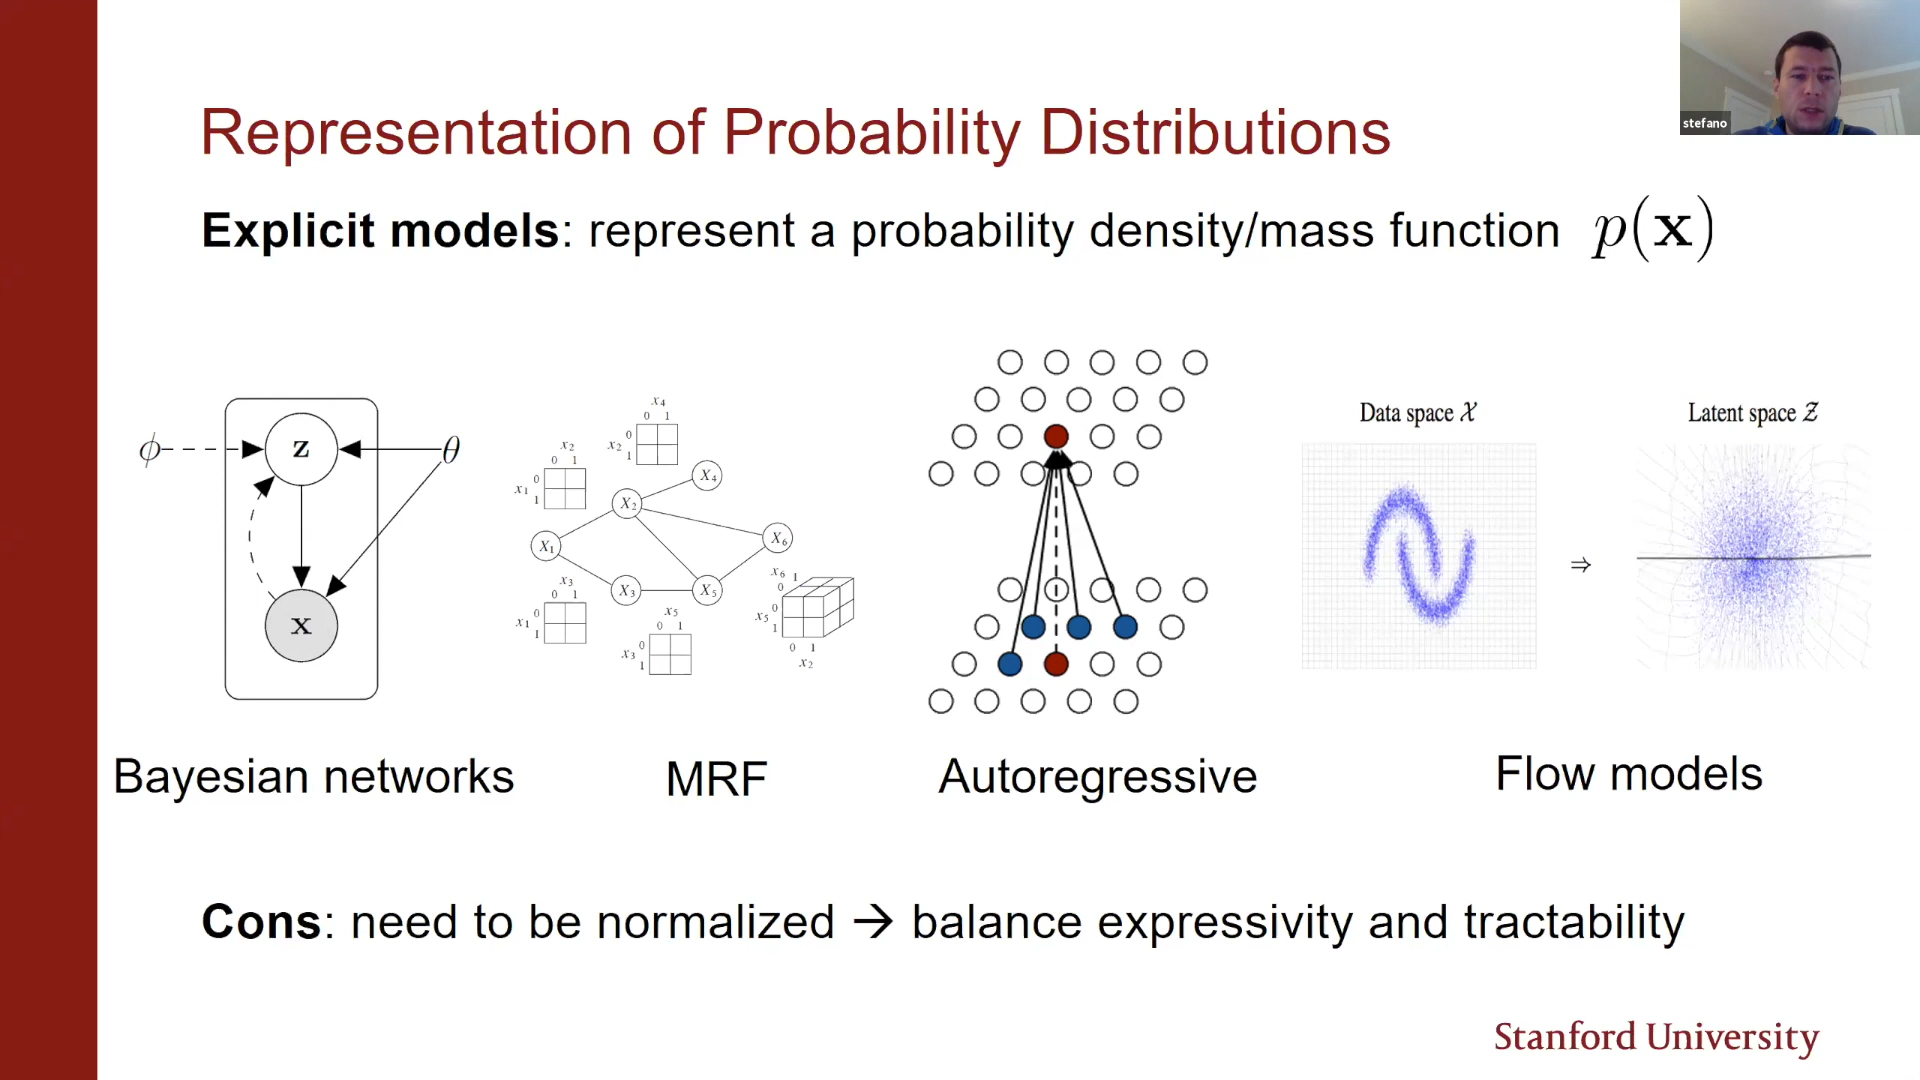 stefano
Representation of Probability Distributions
Explicit models: represent a probability density/mass function p(x)
ϕ z θ
x
x4
0 1
x2 0
1
x2
0 1
x1 0
1
X4
X2
X1
X6
X3
X5
x3
0 1
x1 0
1
x5
0 1
x3 0
1
x6 1
0
x5 0
1
0 1
x2
Data space 𝒳
⇒
Latent space 𝒵
Bayesian networks
MRF
Autoregressive
Flow models
Cons: need to be normalized → balance expressivity and tractability
Stanford University